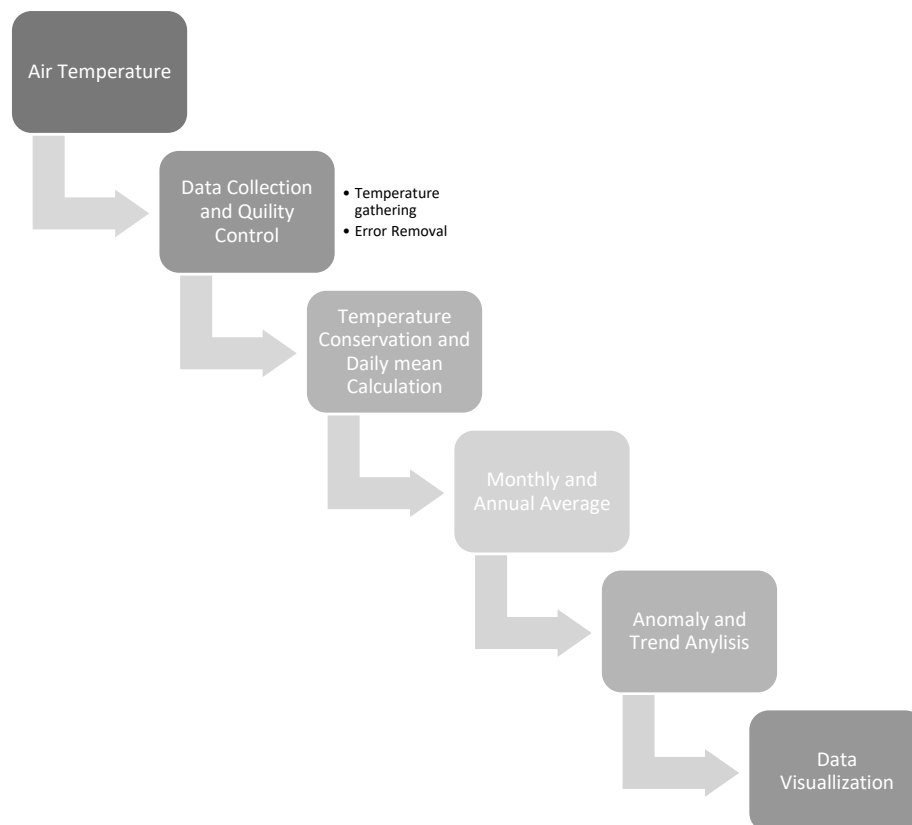 Air Temperature
Data Collection
and Quility
Control
• Temperature
gathering
• Error Removal
Temperature
Conservation and
Daily mean
Calculation
Monthly and
Annual Average
Anomaly and
Trend Anylisis
Data
Visuallization